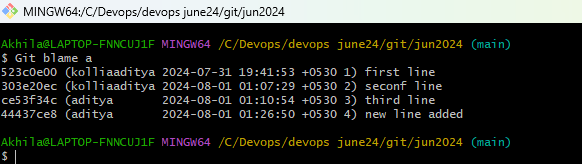 MINGW64:/C/Devops/devops june24/git/jun2024
Akhila@LAPTOP-FNNCUJ1F MINGW64 /C/Devops/devops june24/git/jun2024 (main)
$ Git blame a
523c0e00 (kolliaaditya 2024-07-31 19:41:53 +0530 1) first line
303e20ec (kolliaaditya 2024-08-01 01:07:29 +0530 2) seconf line
ce53f34c (aditya       2024-08-01 01:10:54 +0530 3) third line
44437ce8 (aditya       2024-08-01 01:26:50 +0530 4) new line added
Akhila@LAPTOP-FNNCUJ1F MINGW64 /C/Devops/devops june24/git/jun2024 (main)
$